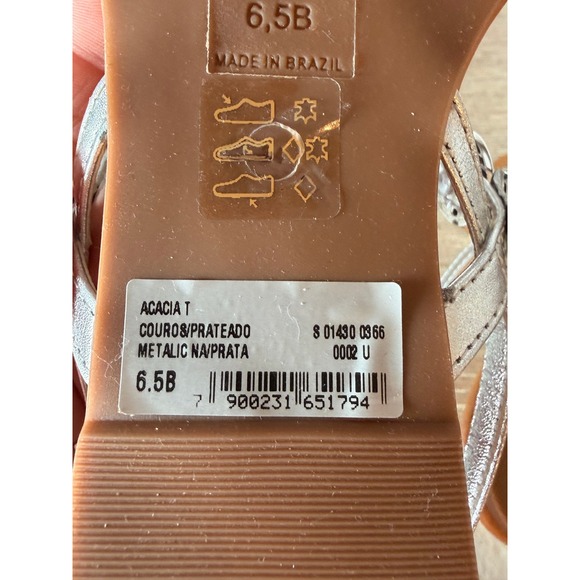 6,5B
MADE IN BRAZIL
ACACIA T
COUROS/PRATEADO S 01430 0366
METALIC NA/PRATA 0002 U
6.5B
7 900231 651794